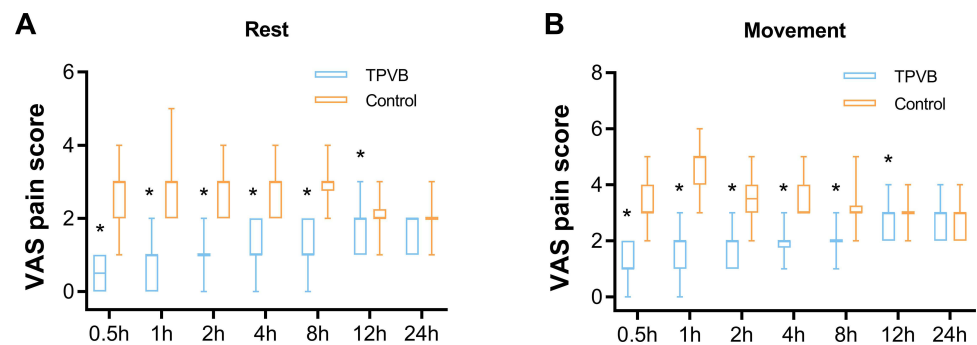 A
Rest
VAS pain score
6
4
2
0
TPVB
Control
*
*
*
*
*
*
0.5h 1h 2h 4h 8h 12h 24h
B
Movement
VAS pain score
8
6
4
2
0
TPVB
Control
*
*
*
*
*
*
0.5h 1h 2h 4h 8h 12h 24h